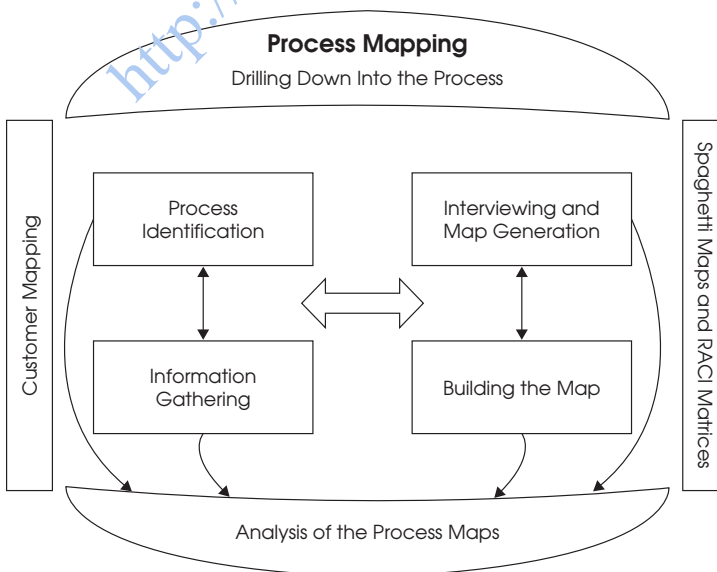 http:/
Process Mapping
Drilling Down Into the Process
Customer Mapping
Process
Identification
Interviewing and
Map Generation
Information
Gathering
Building the Map
Spaghetti Maps and RACI Matrices
Analysis of the Process Maps